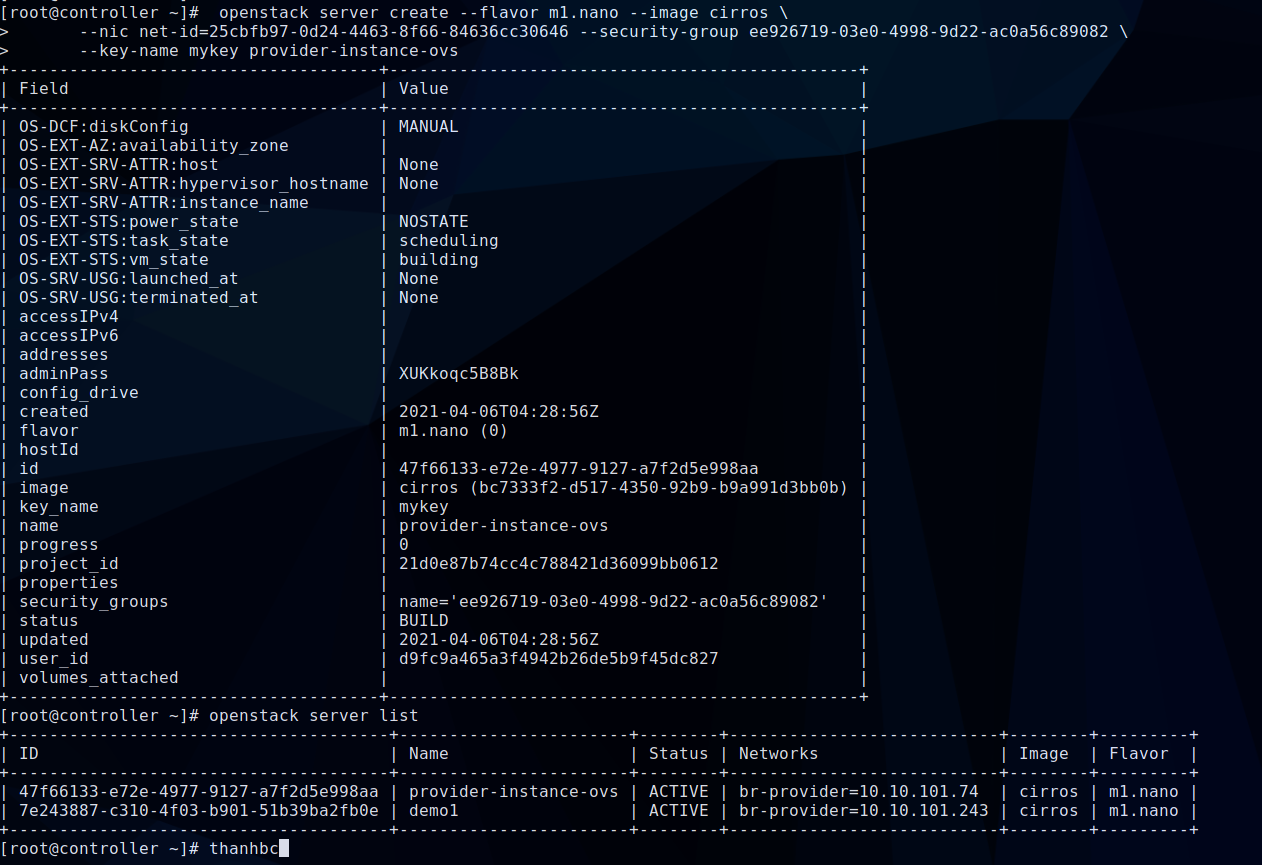 [root@controller ~]#  openstack server create --flavor m1.nano --image cirros \
>       --nic net-id=25cbfb97-0d24-4463-8f66-84636cc30646 --security-group ee926719-03e0-4998-9d22-ac0a56c89082 \
>       --key-name mykey provider-instance-ovs
+-------------------------------------+-----------------------------------------------+
| Field                               | Value                                         |
+-------------------------------------+-----------------------------------------------+
| OS-DCF:diskConfig                   | MANUAL                                        |
| OS-EXT-AZ:availability_zone         |                                               |
| OS-EXT-SRV-ATTR:host                | None                                          |
| OS-EXT-SRV-ATTR:hypervisor_hostname | None                                          |
| OS-EXT-SRV-ATTR:instance_name       |                                               |
| OS-EXT-STS:power_state              | NOSTATE                                       |
| OS-EXT-STS:task_state               | scheduling                                    |
| OS-EXT-STS:vm_state                 | building                                      |
| OS-SRV-USG:launched_at              | None                                          |
| OS-SRV-USG:terminated_at            | None                                          |
| accessIPv4                          |                                               |
| accessIPv6                          |                                               |
| addresses                           |                                               |
| adminPass                           | XUKkoqc5B8Bk                                  |
| config_drive                        |                                               |
| created                             | 2021-04-06T04:28:56Z                          |
| flavor                              | m1.nano (0)                                   |
| hostId                              |                                               |
| id                                  | 47f66133-e72e-4977-9127-a7f2d5e998aa          |
| image                               | cirros (bc7333f2-d517-4350-92b9-b9a991d3bb0b) |
| key_name                            | mykey                                         |
| name                                | provider-instance-ovs                         |
| progress                            | 0                                             |
| project_id                          | 21d0e87b74cc4c788421d36099bb0612              |
| properties                          |                                               |
| security_groups                     | name='ee926719-03e0-4998-9d22-ac0a56c89082'   |
| status                              | BUILD                                         |
| updated                             | 2021-04-06T04:28:56Z                          |
| user_id                             | d9fc9a465a3f4942b26de5b9f45dc827              |
| volumes_attached                    |                                               |
+-------------------------------------+-----------------------------------------------+
[root@controller ~]# openstack server list
+--------------------------------------+-----------------------+--------+---------------------------+--------+---------+
| ID                                   | Name                  | Status | Networks                  | Image  | Flavor  |
+--------------------------------------+-----------------------+--------+---------------------------+--------+---------+
| 47f66133-e72e-4977-9127-a7f2d5e998aa | provider-instance-ovs | ACTIVE | br-provider=10.10.101.74  | cirros | m1.nano |
| 7e243887-c310-4f03-b901-51b39ba2fb0e | demo1                 | ACTIVE | br-provider=10.10.101.243 | cirros | m1.nano |
+--------------------------------------+-----------------------+--------+---------------------------+--------+---------+
[root@controller ~]# thanhbc